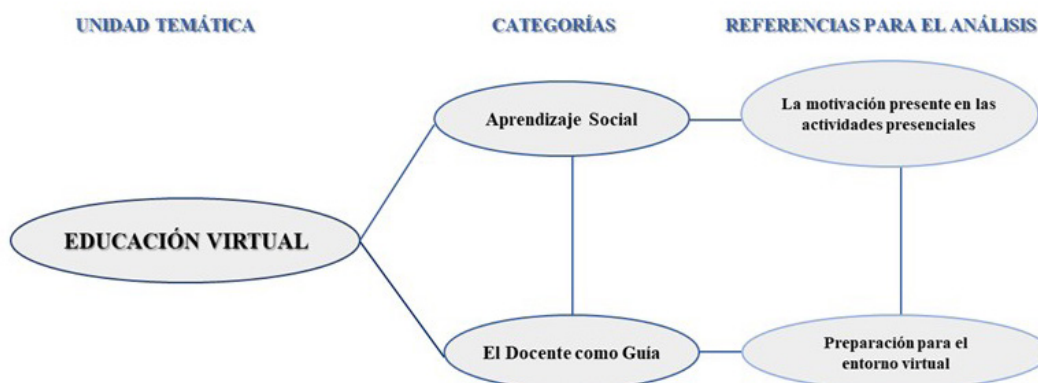 UNIDAD TEMÁTICA
CATEGORÍAS
REFERENCIAS PARA EL ANÁLISIS
Aprendizaje Social
La motivación presente en las
actividades presenciales
EDUCACIÓN VIRTUAL
El Docente como Guía
Preparación para el
entorno virtual